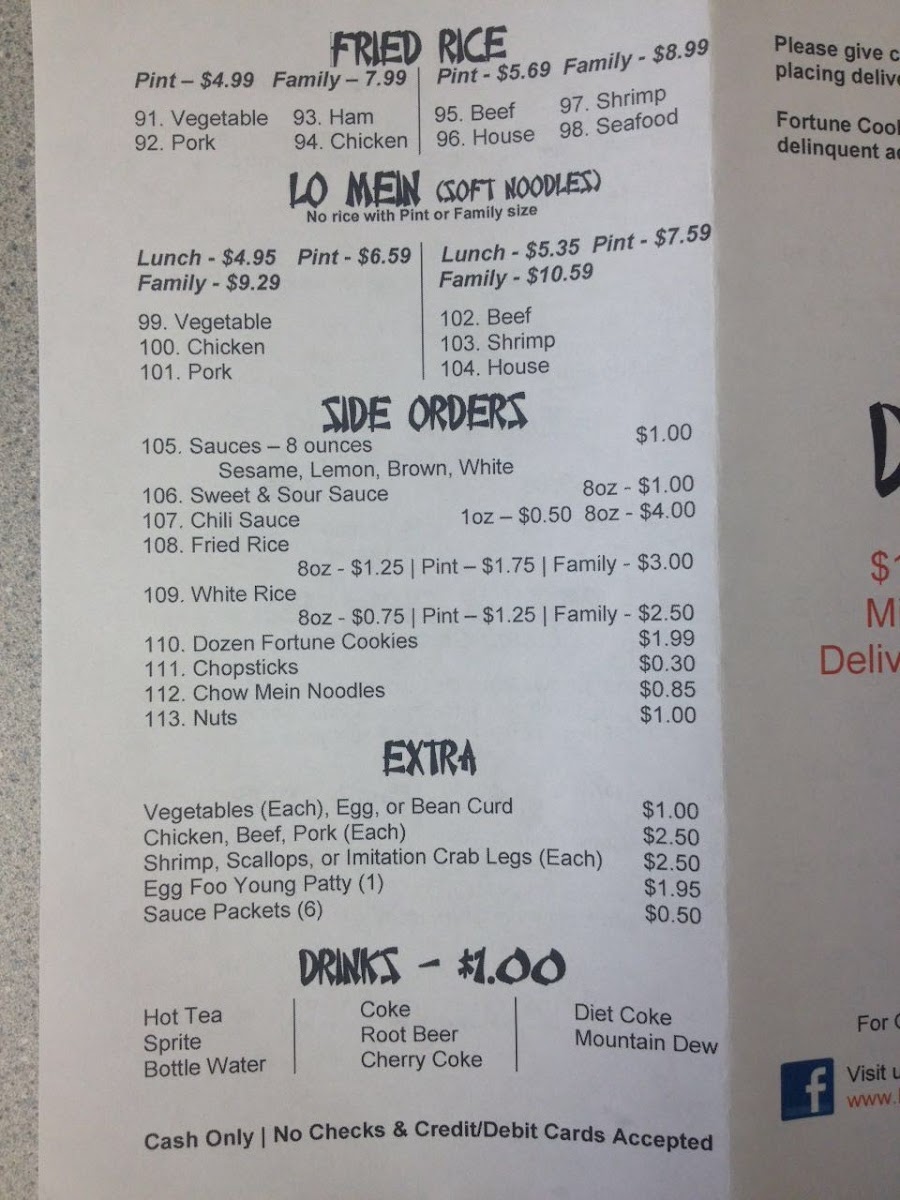 FRIED RICE
Pint – $4.99 Family – 7.99
Pint - $5.69 Family - $8.99
91. Vegetable 93. Ham
92. Pork 94. Chicken
95. Beef 97. Shrimp
96. House 98. Seafood
LO MEIN (SOFT NOODLES)
No rice with Pint or Family size
Lunch - $4.95 Pint - $6.59
Family - $9.29
99. Vegetable
100. Chicken
101. Pork
Lunch - $5.35 Pint - $7.59
Family - $10.59
102. Beef
103. Shrimp
104. House
SIDE ORDERS
105. Sauces – 8 ounces $1.00
Sesame, Lemon, Brown, White
106. Sweet & Sour Sauce 8oz - $1.00
107. Chili Sauce 1oz – $0.50 8oz - $4.00
108. Fried Rice
8oz - $1.25 | Pint – $1.75 | Family - $3.00
109. White Rice
8oz - $0.75 | Pint – $1.25 | Family - $2.50
110. Dozen Fortune Cookies $1.99
111. Chopsticks $0.30
112. Chow Mein Noodles $0.85
113. Nuts $1.00
EXTRA
Vegetables (Each), Egg, or Bean Curd $1.00
Chicken, Beef, Pork (Each) $2.50
Shrimp, Scallops, or Imitation Crab Legs (Each) $2.50
Egg Foo Young Patty (1) $1.95
Sauce Packets (6) $0.50
DRINKS - $1.00
Hot Tea
Sprite
Bottle Water
Coke
Root Beer
Cherry Coke
Diet Coke
Mountain Dew
Cash Only | No Checks & Credit/Debit Cards Accepted
Please give
placing
Fortune
delinquent
For
Visit
www.